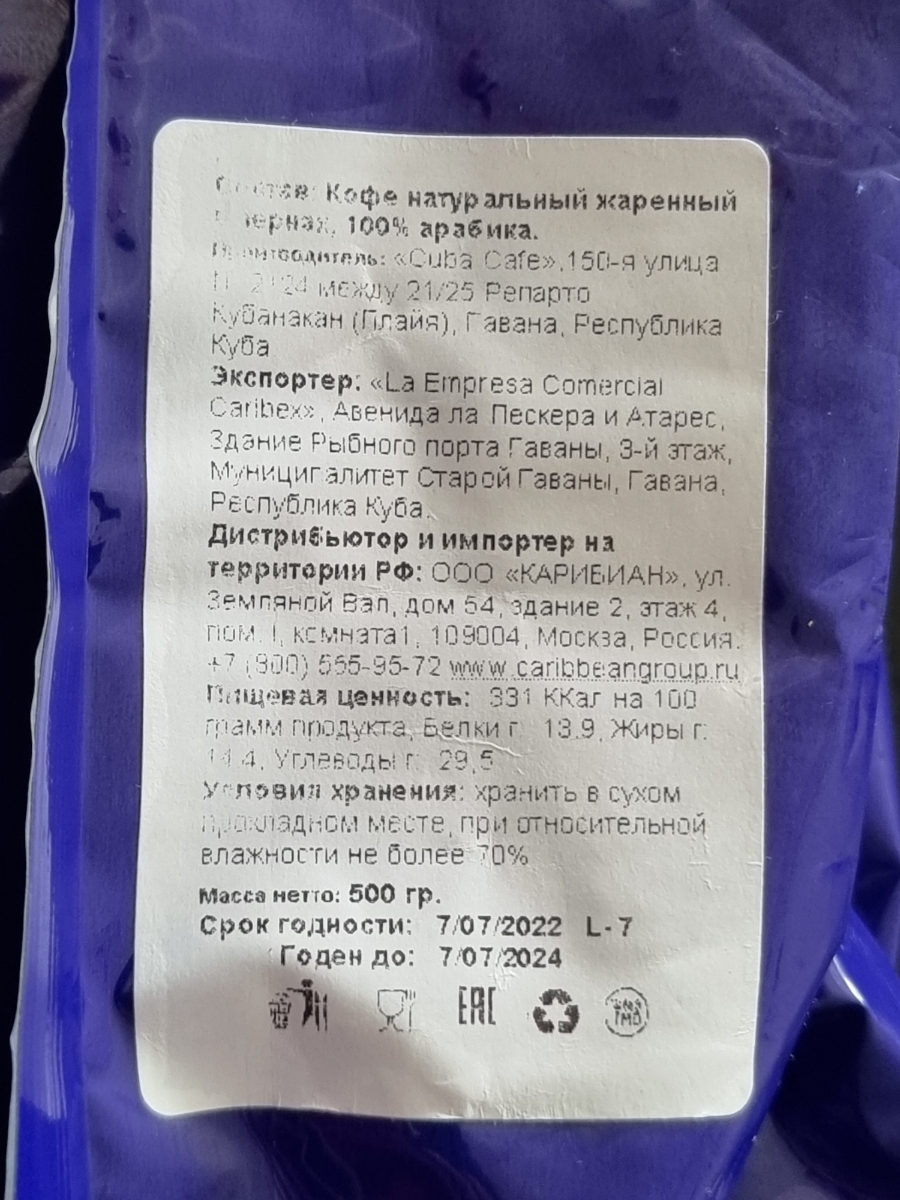 Состав: Кофе натуральный жаренный
в зернах, 100% арабика.
Производитель: «Cuba Cafe»,150-я улица
между 21/25 Репарто
Кубанакан (Плайя), Гавана, Республика
Куба
Экспортер: «La Empresa Comercial
Caribex», Авенида ла Пескера и Атарес,
Здание Рыбного порта Гаваны, 3-й этаж,
Муниципалитет Старой Гаваны, Гавана,
Республика Куба.
Дистрибьютор и импортер на
территории РФ: ООО «КАРИБИАН», ул.
Земляной Вал, дом 54, здание 2, этаж 4,
пом. I, комната1, 109004, Москва, Россия.
+7 (800) 555-95-72 www.caribbeangroup.ru
Пищевая ценность: 331 ККал на 100
грамм продукта, Белки г: 13.9, Жиры г:
14.4, Углеводы г: 29,5
Условия хранения: хранить в сухом
прохладном месте, при относительной
влажности не более 70%
Масса нетто: 500 гр.
Срок годности: 7/07/2022 L-7
Годен до: 7/07/2024
EAC